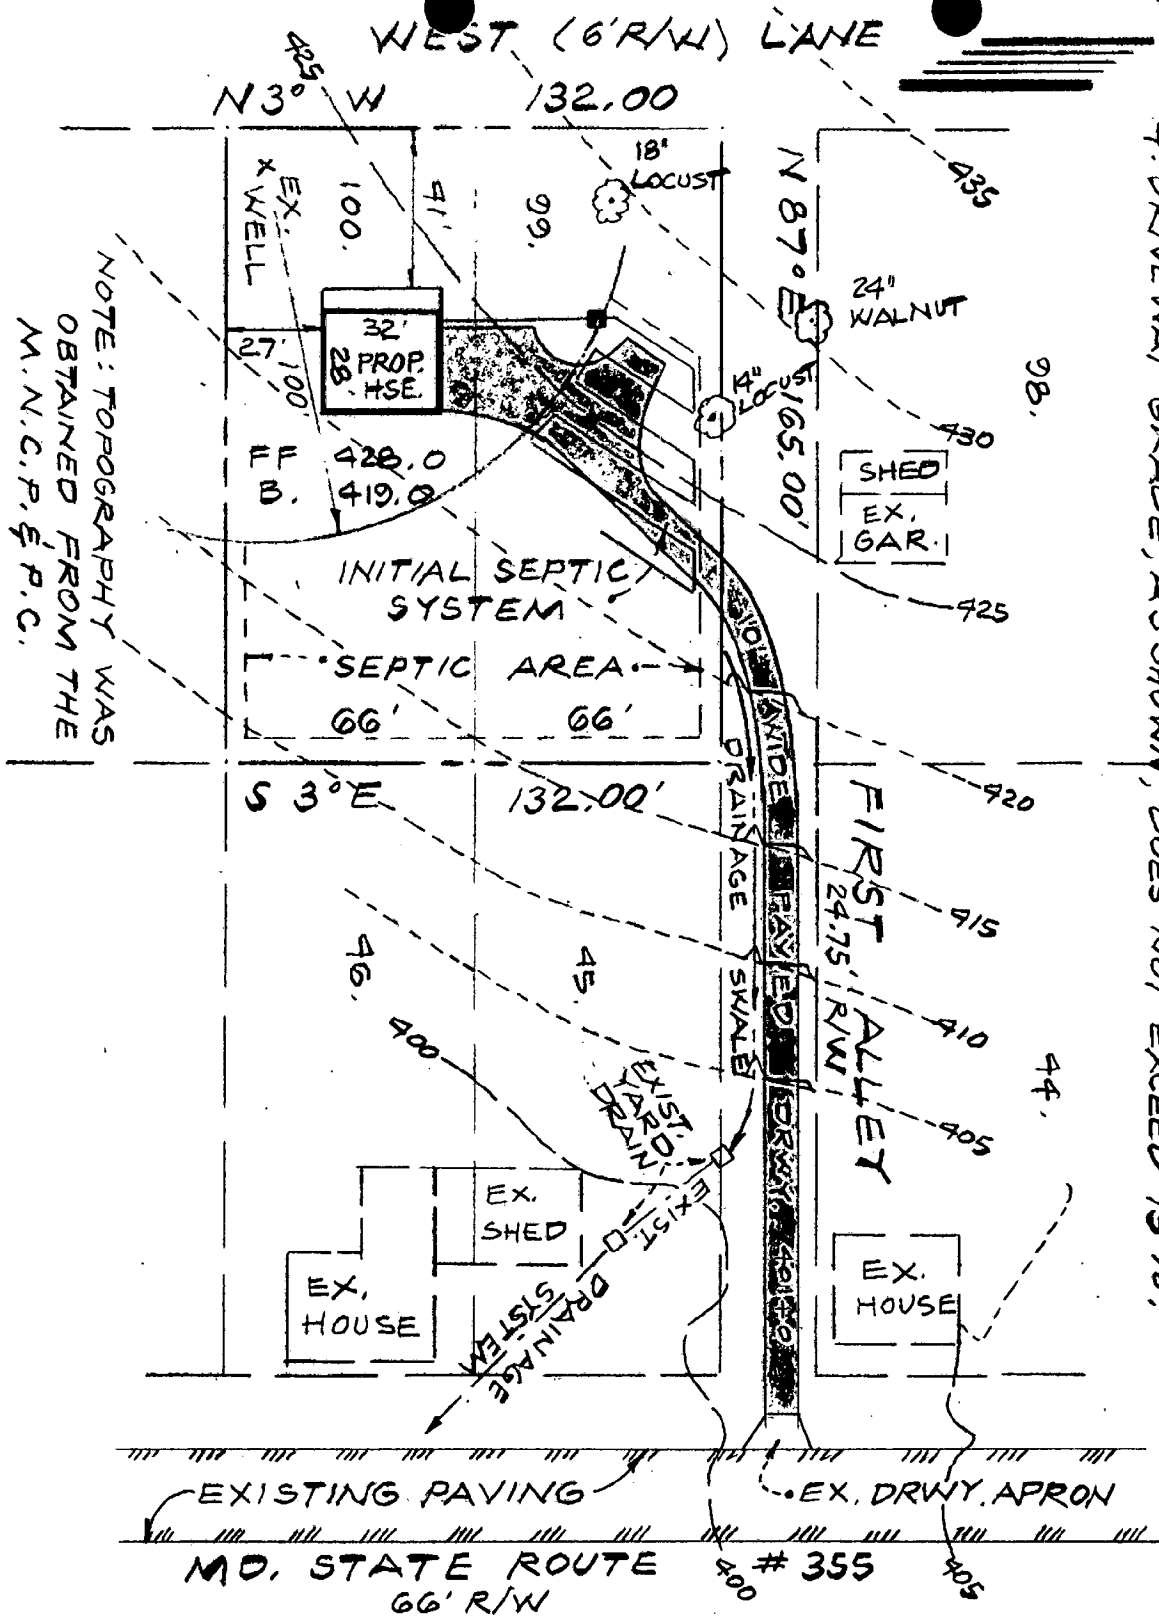 WEST (6' R/W) LANE
425
N 3° W 132.00
18"
LOCUST
435
N 87° E 165.00'
EX.
WELL
100.
41'
99.
24"
WALNUT
98.
32'
28
PROP.
HSE.
27'
100'
14"
LOCUST
430
FF 428.0
B. 419.0
SHED
EX.
GAR.
NOTE: TOPOGRAPHY WAS
OBTAINED FROM THE
M.N.C.P.& P.C.
INITIAL SEPTIC
SYSTEM
425
SEPTIC AREA
66' 66'
S 3° E 132.00'
10' WIDE PAVED DRWY.
DRAINAGE SWALE
420
FIRST ALLEY
24.75' R/W
415
46.
45.
410
44.
400
405
EXIST.
YARD
DRAIN
EX.
SHED
EX.
HOUSE
EXIST. DRAINAGE
SYSTEM
EX.
HOUSE
EXISTING PAVING
EX. DRWY. APRON
MD. STATE ROUTE # 355
66' R/W
400
405